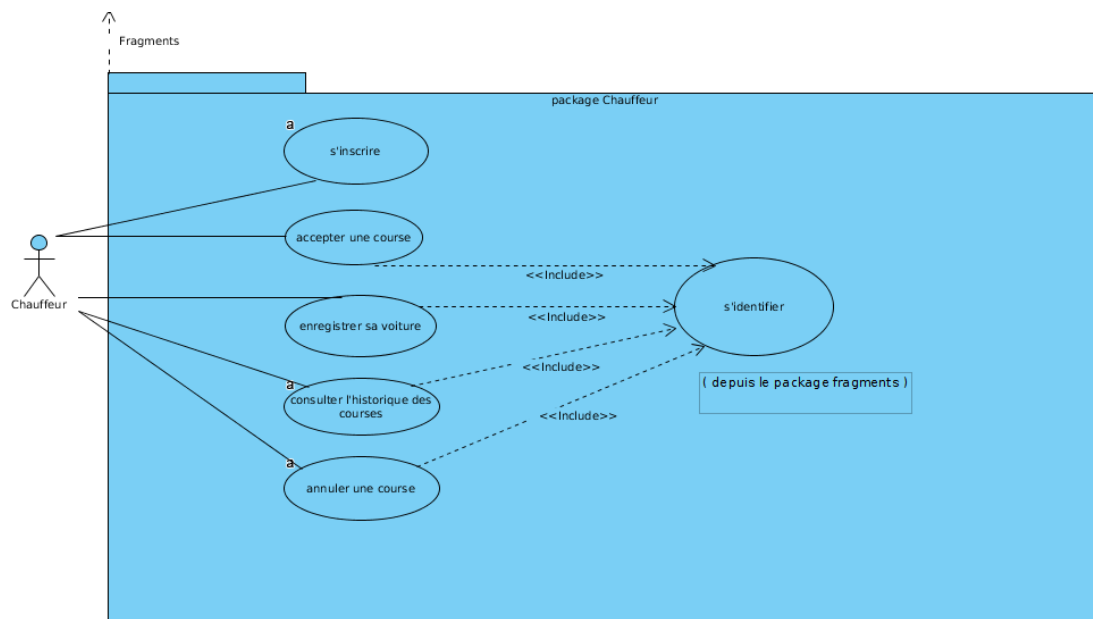 Fragments
package Chauffeur
a
s'inscrire
accepter une course
<<Include>>
s'identifier
Chauffeur
enregistrer sa voiture
<<Include>>
<<Include>>
( depuis le package fragments )
a
consulter l'historique des
courses
<<Include>>
a
annuler une course